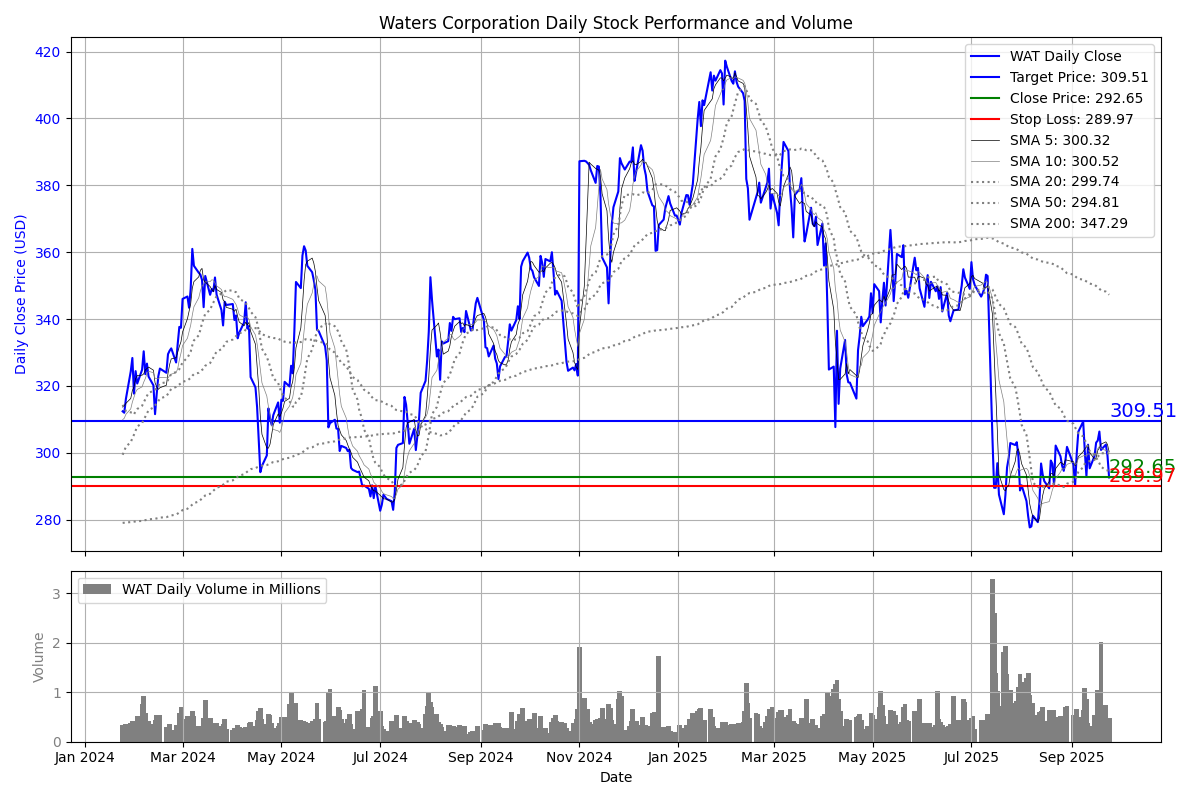 Waters Corporation Daily Stock Performance and Volume
420
400
380
360
340
320
300
280
Daily Close Price (USD)
WAT Daily Close
Target Price: 309.51
Close Price: 292.65
Stop Loss: 289.97
SMA 5: 300.32
SMA 10: 300.52
SMA 20: 299.74
SMA 50: 294.81
SMA 200: 347.29
309.51
292.65
289.97
WAT Daily Volume in Millions
3
2
1
0
Volume
Jan 2024
Mar 2024
May 2024
Jul 2024
Sep 2024
Nov 2024
Jan 2025
Mar 2025
May 2025
Jul 2025
Sep 2025
Date